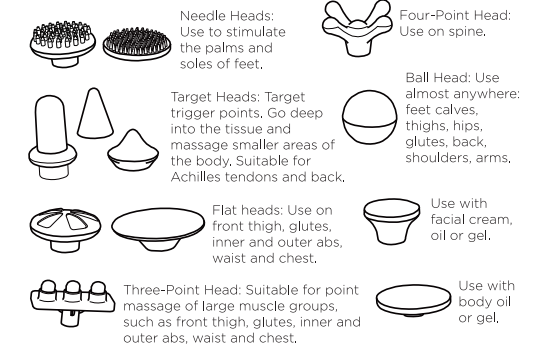 Needle Heads:
Use to stimulate
the palms and
soles of feet.
Four-Point Head:
Use on spine.
Target Heads: Target
trigger points. Go deep
into the tissue and
massage smaller areas of
the body. Suitable for
Achilles tendons and back.
Ball Head: Use
almost anywhere:
feet calves,
thighs, hips,
glutes, back,
shoulders, arms.
Flat heads: Use on
front thigh, glutes,
inner and outer abs,
waist and chest.
Use with
facial cream,
oil or gel.
Three-Point Head: Suitable for point
massage of large muscle groups,
such as front thigh, glutes, inner and
outer abs, waist and chest.
Use with
body oil
or gel.